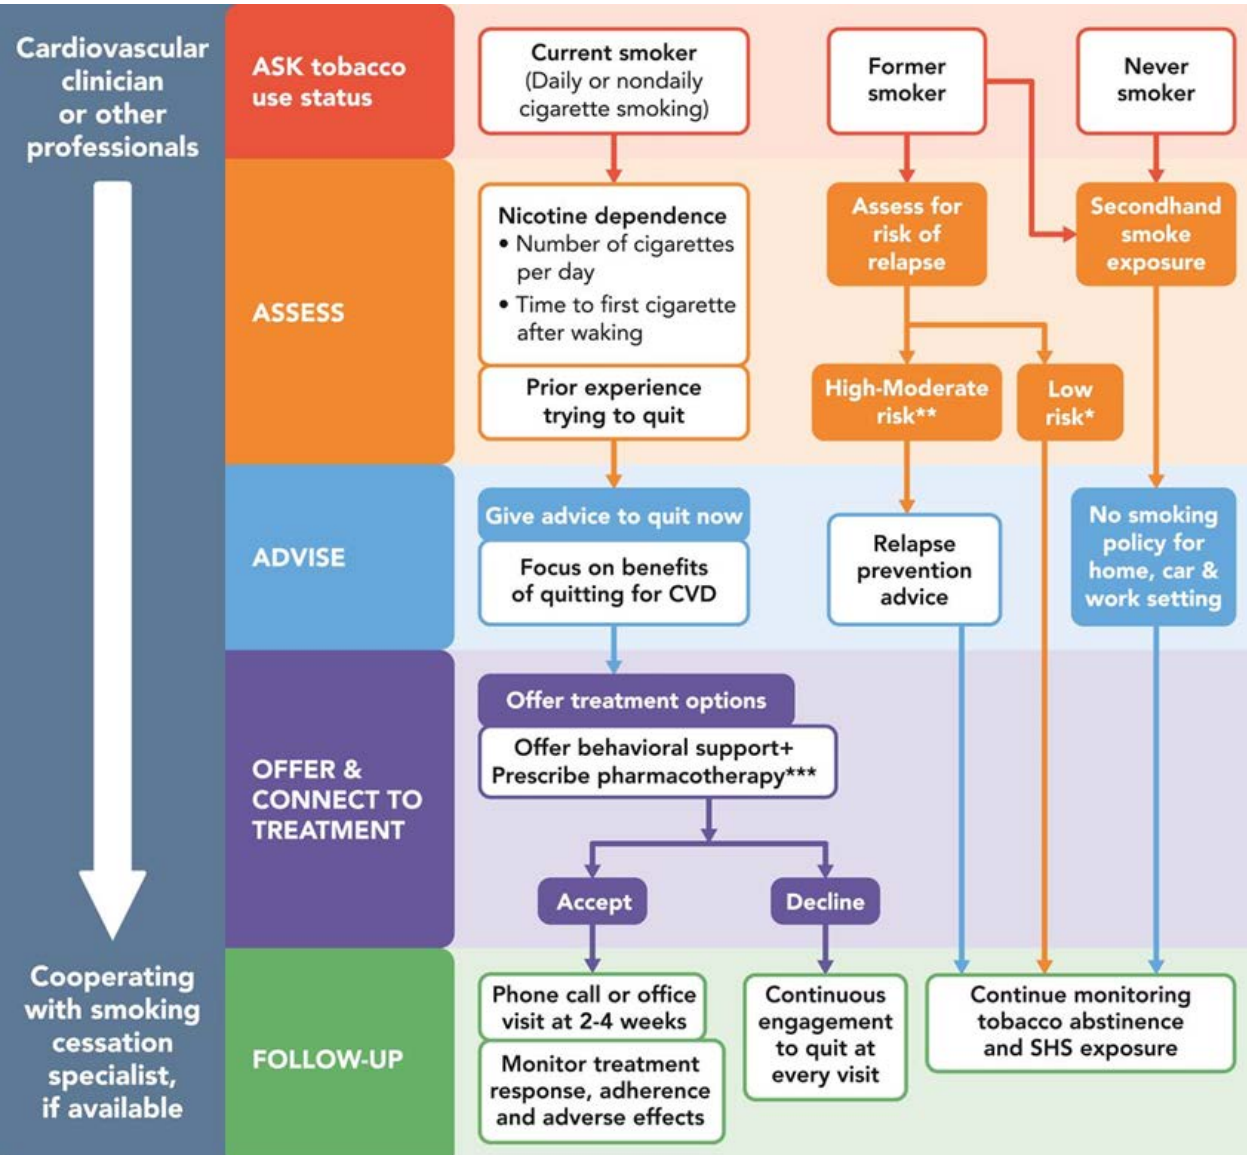 Cardiovascular
clinician
or other
professionals
Cooperating
with smoking
cessation
specialist,
if available
ASK tobacco
use status
Current smoker
(Daily or nondaily
cigarette smoking)
Former
smoker
Never
smoker
ASSESS
Nicotine dependence
• Number of cigarettes
per day
• Time to first cigarette
after waking
Prior experience
trying to quit
Assess for
risk of
relapse
Secondhand
smoke
exposure
High-Moderate
risk**
Low
risk*
ADVISE
Give advice to quit now
Focus on benefits
of quitting for CVD
Relapse
prevention
advice
No smoking
policy for
home, car &
work setting
OFFER &
CONNECT TO
TREATMENT
Offer treatment options
Offer behavioral support+
Prescribe pharmacotherapy***
Accept
Decline
FOLLOW-UP
Phone call or office
visit at 2-4 weeks
Monitor treatment
response, adherence
and adverse effects
Continuous
engagement
to quit at
every visit
Continue monitoring
tobacco abstinence
and SHS exposure